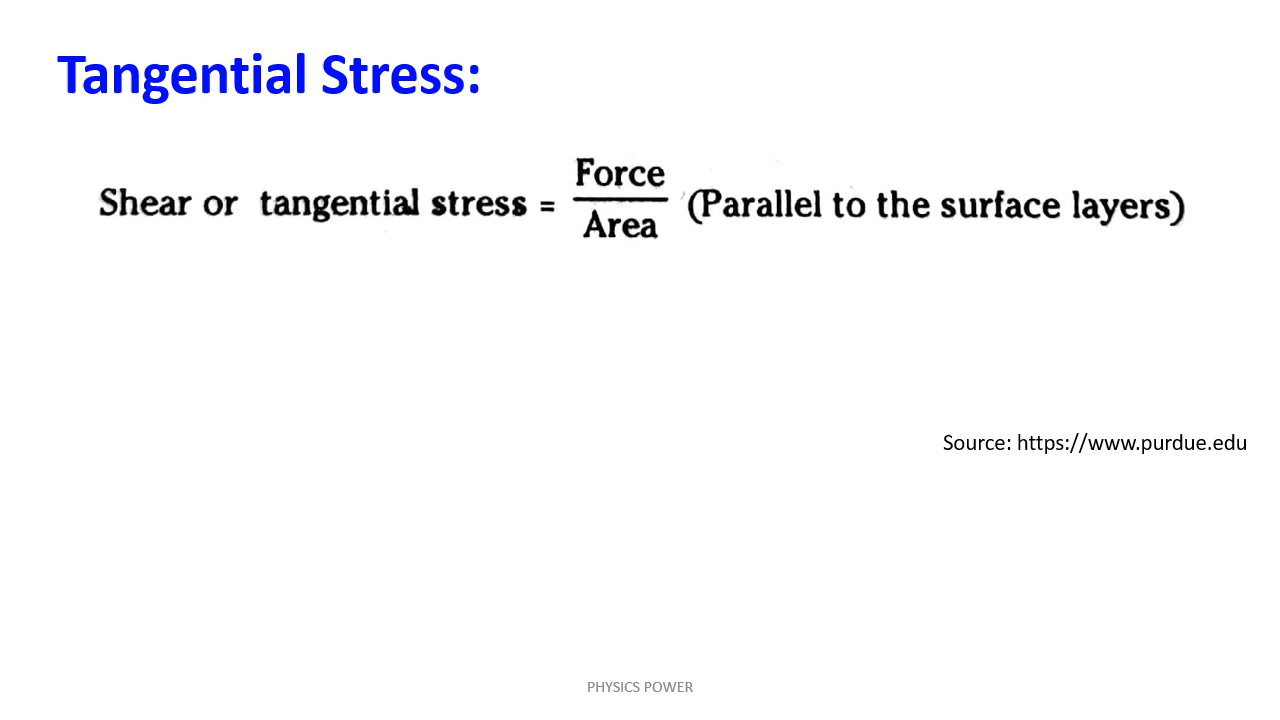 Tangential Stress:
Shear or tangential stress = Force / Area (Parallel to the surface layers)
Source: https://www.purdue.edu
PHYSICS POWER